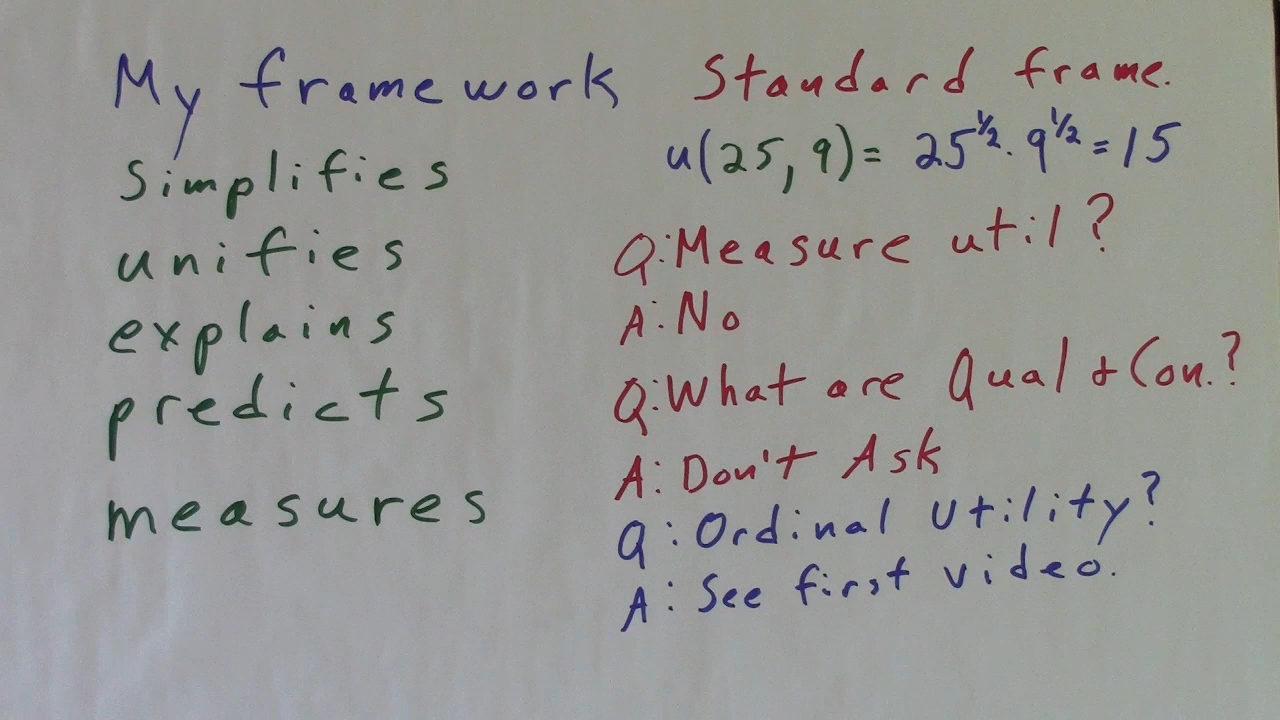 My framework
simplifies
unifies
explains
predicts
measures
Standard frame.
u(25, 9) = 25^1/2 · 9^1/2 = 15
Q: Measure util?
A: No
Q: What are Qual + Con.?
A: Don't Ask
Q: Ordinal Utility?
A: See first video.